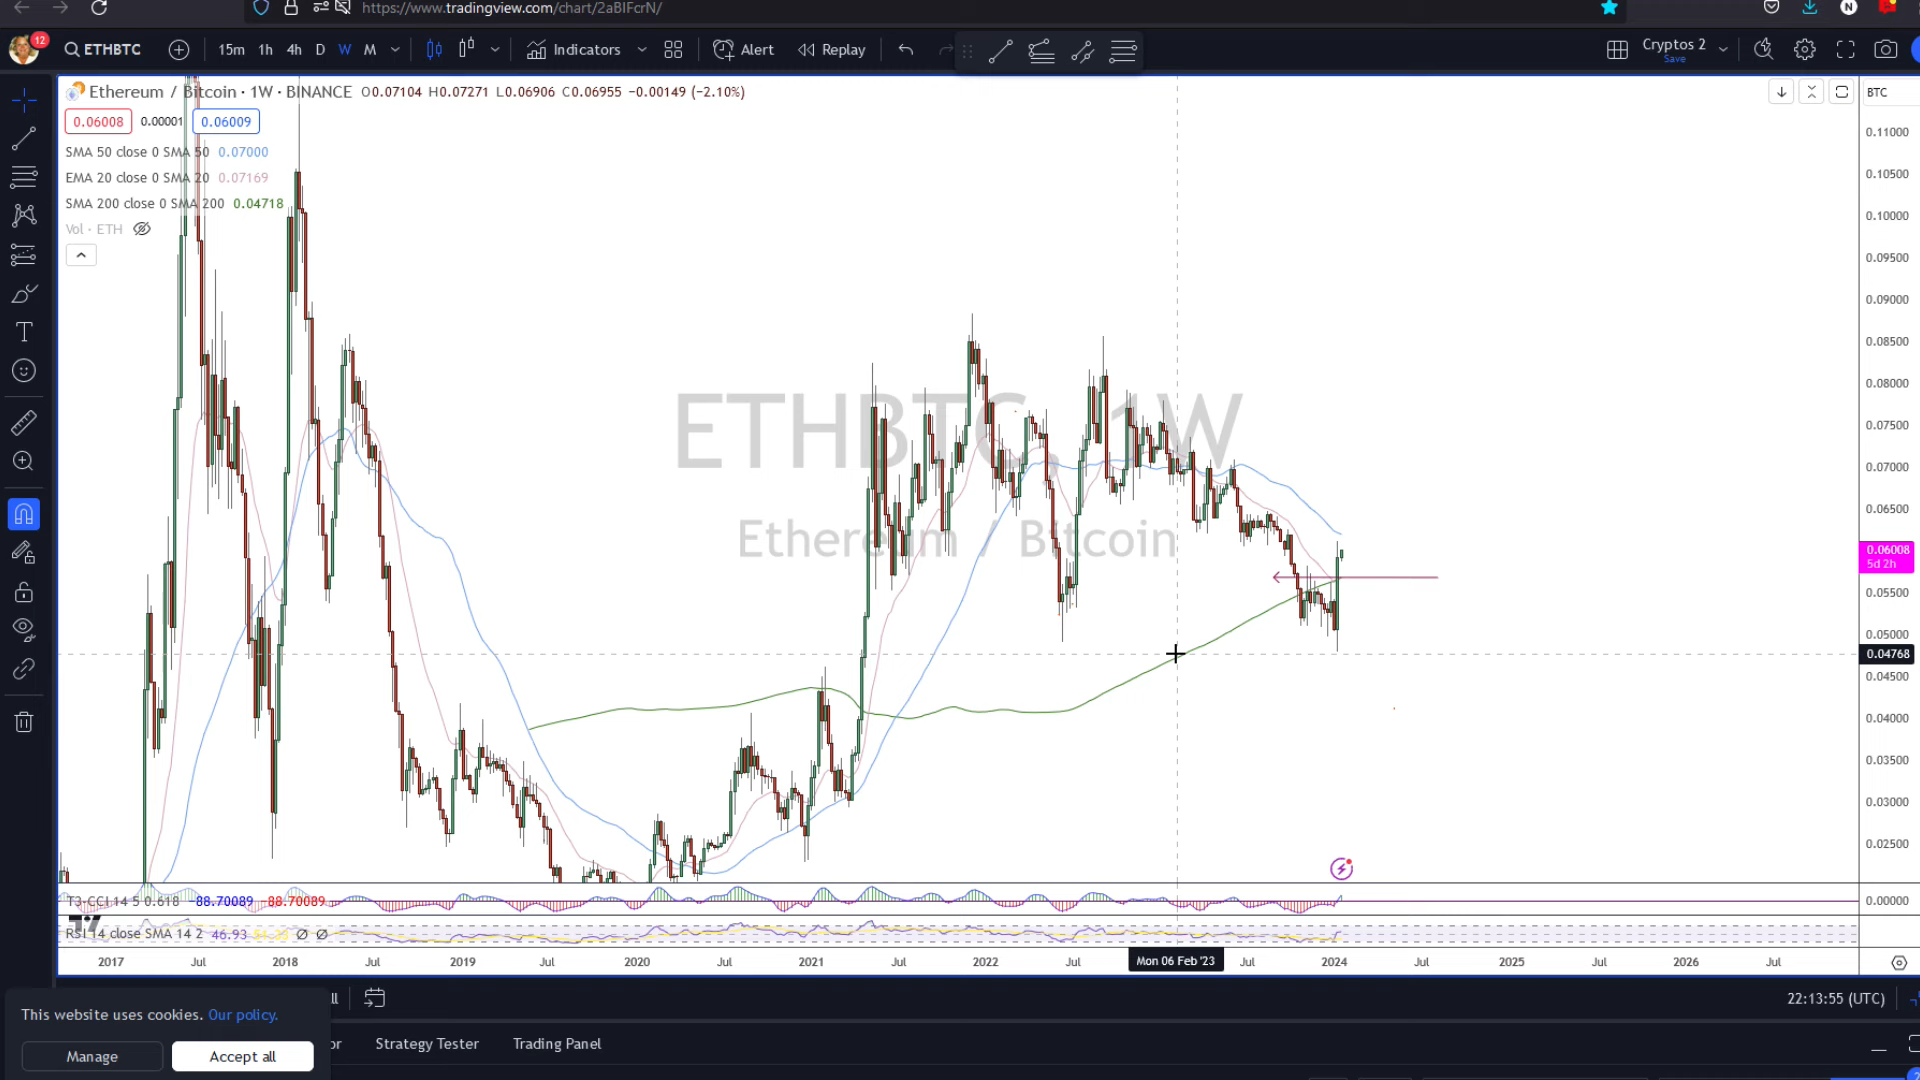 https://www.tradingview.com/chart/2aBIFcrN/
12
ETHBTC 15m 1h 4h D W M Indicators Alert Replay Cryptos 2
Save
Ethereum / Bitcoin · 1W · BINANCE O0.07104 H0.07271 L0.06906 C0.06955 −0.00149 (−2.10%) BTC
0.06008 0.00001 0.06009
SMA 50 close 0 SMA 50 0.07000
EMA 20 close 0 SMA 20 0.07169
SMA 200 close 0 SMA 200 0.04718
Vol · ETH
ETHBTC, 1W
Ethereum / Bitcoin
0.11000
0.10500
0.10000
0.09500
0.09000
0.08500
0.08000
0.07500
0.07000
0.06500
0.06008
5d 2h
0.05500
0.05000
0.04768
0.04500
0.04000
0.03500
0.03000
0.02500
0.00000
T3-CCI 14 5 0.618 −88.70089 −88.70089
RSI 14 close SMA 14 2 46.93 Ø Ø
2017 Jul 2018 Jul 2019 Jul 2020 Jul 2021 Jul 2022 Jul Mon 06 Feb '23 Jul 2024 Jul 2025 Jul 2026 Jul
22:13:55 (UTC)
This website uses cookies. Our policy.
Manage Accept all
Strategy Tester Trading Panel